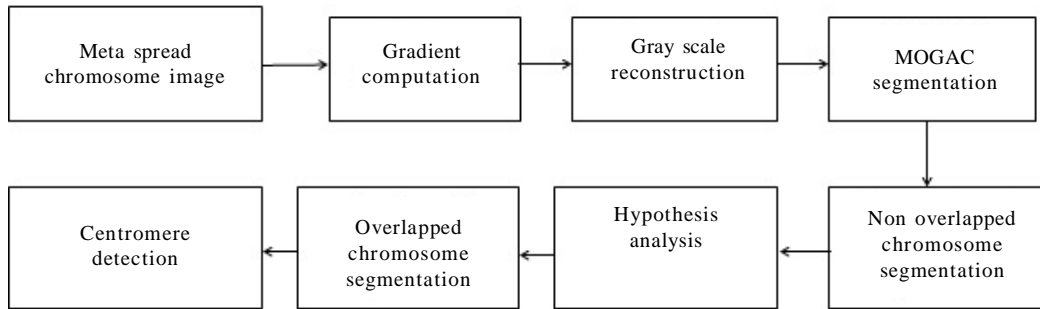 Meta spread
chromosome image
Gradient
computation
Gray scale
reconstruction
MOGAC
segmentation
Centromere
detection
Overlapped
chromosome
segmentation
Hypothesis
analysis
Non overlapped
chromosome
segmentation